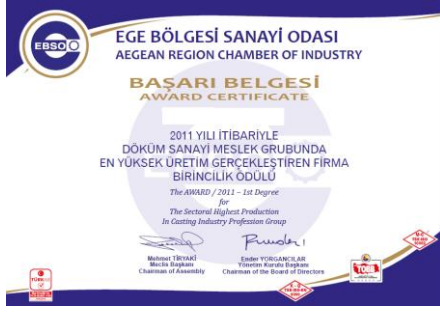 EBSO
EGE BÖLGESİ SANAYİ ODASI
AEGEAN REGION CHAMBER OF INDUSTRY
BAŞARI BELGESİ
AWARD CERTIFICATE
2011 YILI İTİBARİYLE
DÖKÜM SANAYİ MESLEK GRUBUNDA
EN YÜKSEK ÜRETİM GERÇEKLEŞTİREN FİRMA
BİRİNCİLİK ÖDÜLÜ
The AWARD / 2011 – 1st Degree
for
The Sectoral Highest Production
In Casting Industry Profession Group
Mehmet TİRYAKİ
Meclis Başkanı
Chairman of Assembly
Ender YORGANCILAR
Yönetim Kurulu Başkanı
Chairman of the Board of Directors
TOBB